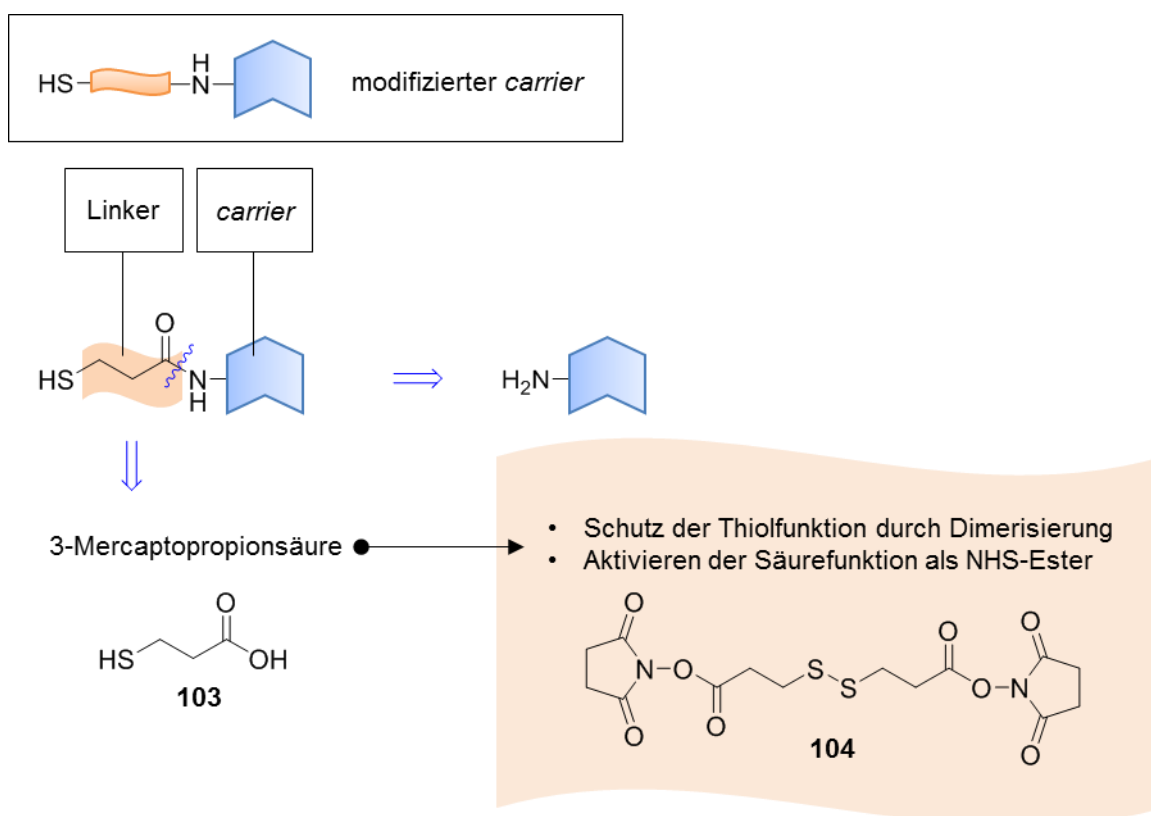 HS
H
N
modifizierter carrier
Linker
carrier
O
HS
N
H
H₂N
3-Mercaptopropionsäure
• Schutz der Thiolfunktion durch Dimerisierung
• Aktivieren der Säurefunktion als NHS-Ester
O
HS
OH
103
O
N
O
O
O
S
S
O
O
N
O
O
104